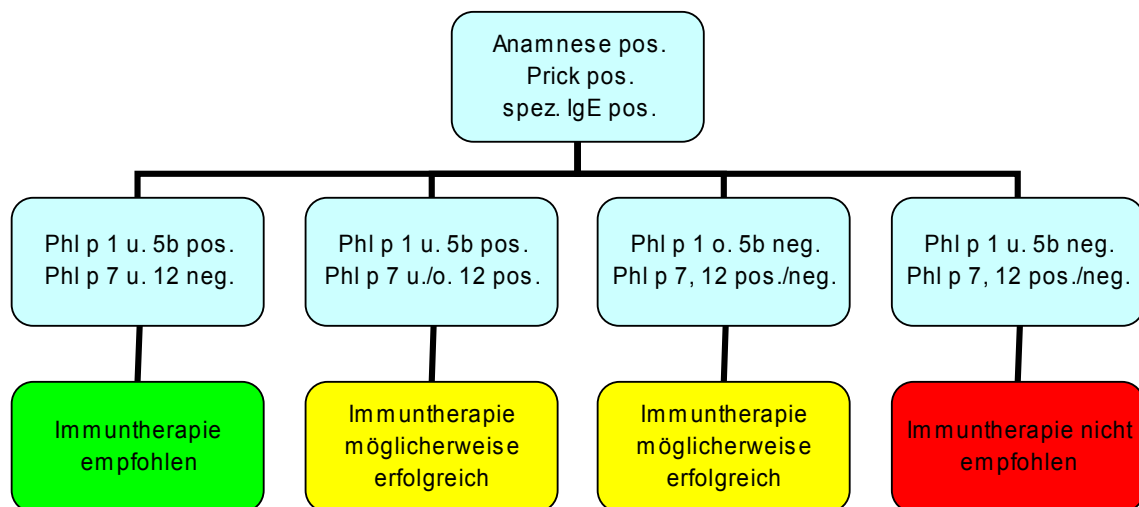 Anamnese pos.
Prick pos.
spez. IgE pos.
Phl p 1 u. 5b pos.
Phl p 7 u. 12 neg.
Phl p 1 u. 5b pos.
Phl p 7 u./o. 12 pos.
Phl p 1 o. 5b neg.
Phl p 7, 12 pos./neg.
Phl p 1 u. 5b neg.
Phl p 7, 12 pos./neg.
Immuntherapie
empfohlen
Immuntherapie
möglicherweise
erfolgreich
Immuntherapie
möglicherweise
erfolgreich
Immuntherapie nicht
empfohlen